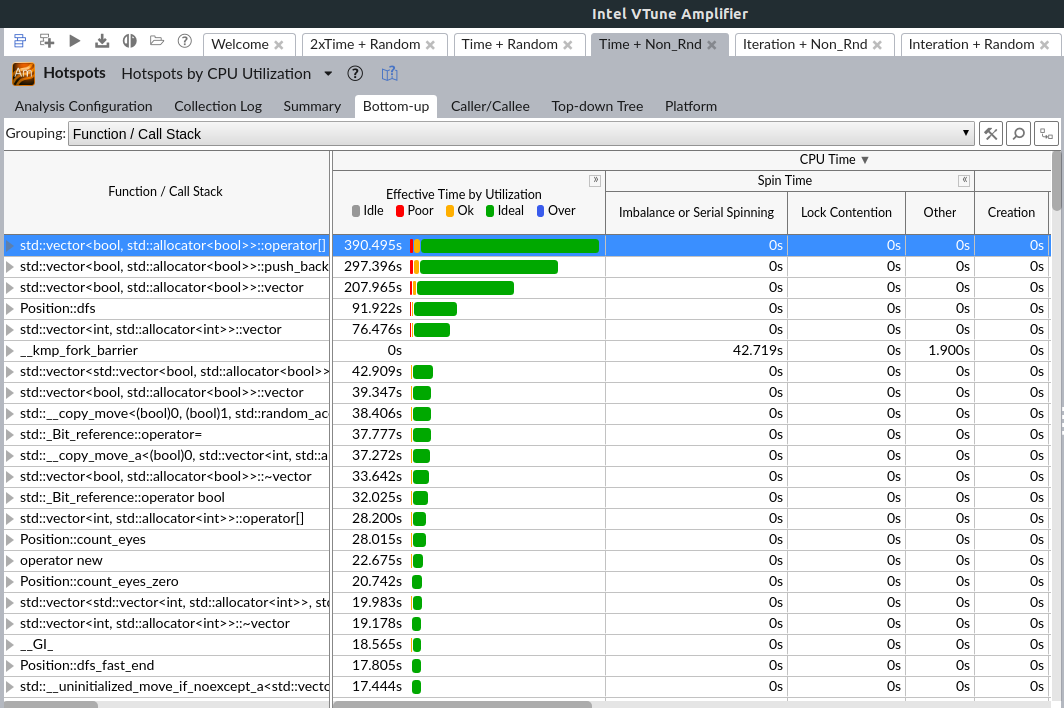 Intel VTune Amplifier
Welcome 2xTime + Random Time + Random Time + Non_Rnd Iteration + Non_Rnd Interation + Random
Am Hotspots Hotspots by CPU Utilization
Analysis Configuration Collection Log Summary Bottom-up Caller/Callee Top-down Tree Platform
Grouping: Function / Call Stack
CPU Time
Function / Call Stack
Effective Time by Utilization
Idle Poor Ok Ideal Over
Spin Time
Imbalance or Serial Spinning Lock Contention Other Creation
std::vector<bool, std::allocator<bool>>::operator[] 390.495s 0s 0s 0s 0s
std::vector<bool, std::allocator<bool>>::push_back 297.396s 0s 0s 0s 0s
std::vector<bool, std::allocator<bool>>::vector 207.965s 0s 0s 0s 0s
Position::dfs 91.922s 0s 0s 0s 0s
std::vector<int, std::allocator<int>>::vector 76.476s 0s 0s 0s 0s
__kmp_fork_barrier 0s 42.719s 0s 1.900s 0s
std::vector<std::vector<bool, std::allocator<bool>> 42.909s 0s 0s 0s 0s
std::vector<bool, std::allocator<bool>>::vector 39.347s 0s 0s 0s 0s
std::__copy_move<(bool)0, (bool)1, std::random_ac 38.406s 0s 0s 0s 0s
std::_Bit_reference::operator= 37.777s 0s 0s 0s 0s
std::__copy_move_a<(bool)0, std::vector<int, std::a 37.272s 0s 0s 0s 0s
std::vector<bool, std::allocator<bool>>::~vector 33.642s 0s 0s 0s 0s
std::_Bit_reference::operator bool 32.025s 0s 0s 0s 0s
std::vector<int, std::allocator<int>>::operator[] 28.200s 0s 0s 0s 0s
Position::count_eyes 28.015s 0s 0s 0s 0s
operator new 22.675s 0s 0s 0s 0s
Position::count_eyes_zero 20.742s 0s 0s 0s 0s
std::vector<std::vector<int, std::allocator<int>>, std 19.983s 0s 0s 0s 0s
std::vector<int, std::allocator<int>>::~vector 19.178s 0s 0s 0s 0s
__GI_ 18.565s 0s 0s 0s 0s
Position::dfs_fast_end 17.805s 0s 0s 0s 0s
std::__uninitialized_move_if_noexcept_a<std::vecto 17.444s 0s 0s 0s 0s